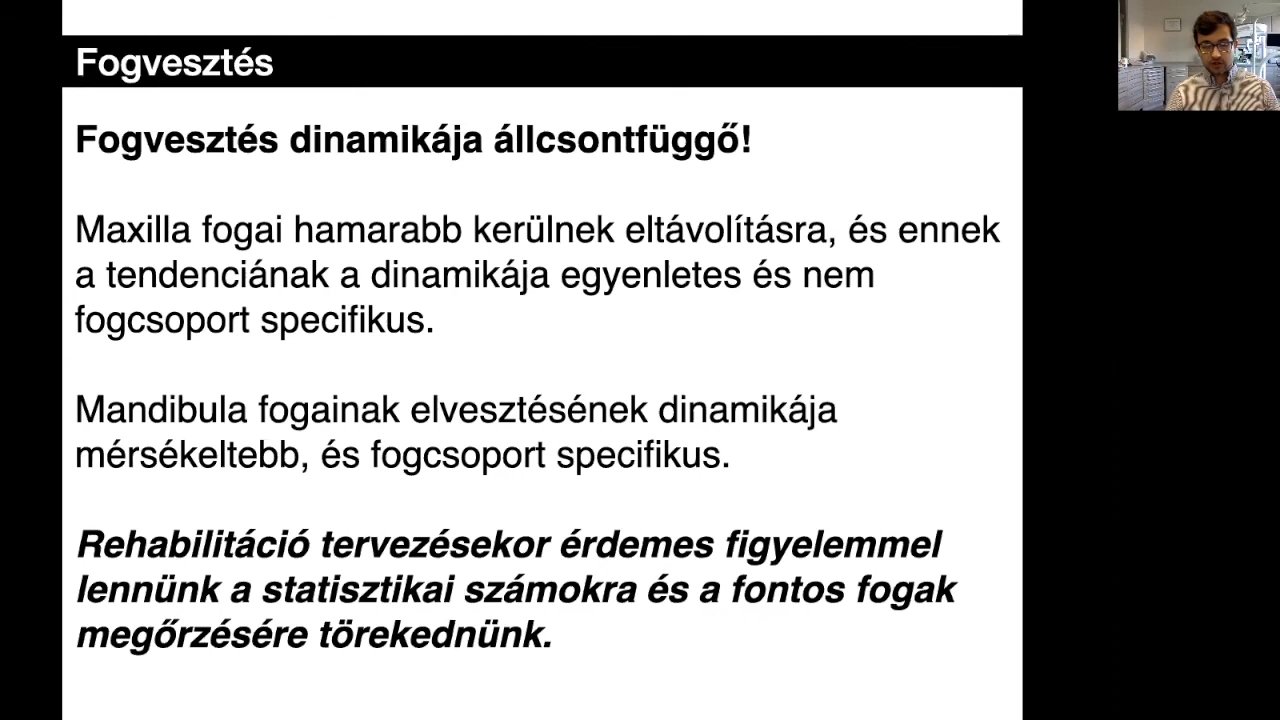 Fogvesztés
Fogvesztés dinamikája állcsontfüggő!
Maxilla fogai hamarabb kerülnek eltávolításra, és ennek
a tendenciának a dinamikája egyenletes és nem
fogcsoport specifikus.
Mandibula fogainak elvesztésének dinamikája
mérsékeltebb, és fogcsoport specifikus.
Rehabilitáció tervezésekor érdemes figyelemmel
lennünk a statisztikai számokra és a fontos fogak
megőrzésére törekednünk.